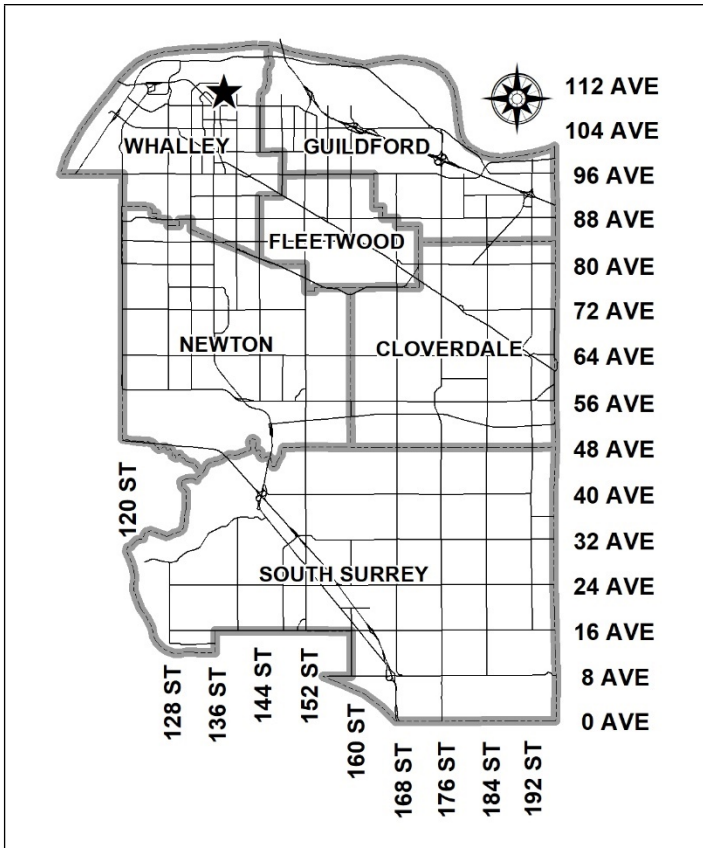 112 AVE
104 AVE
WHALLEY
GUILDFORD
96 AVE
88 AVE
FLEETWOOD
80 AVE
72 AVE
NEWTON
CLOVERDALE
64 AVE
56 AVE
48 AVE
120 ST
40 AVE
32 AVE
SOUTH SURREY
24 AVE
16 AVE
128 ST
136 ST
144 ST
152 ST
160 ST
8 AVE
0 AVE
168 ST
176 ST
184 ST
192 ST